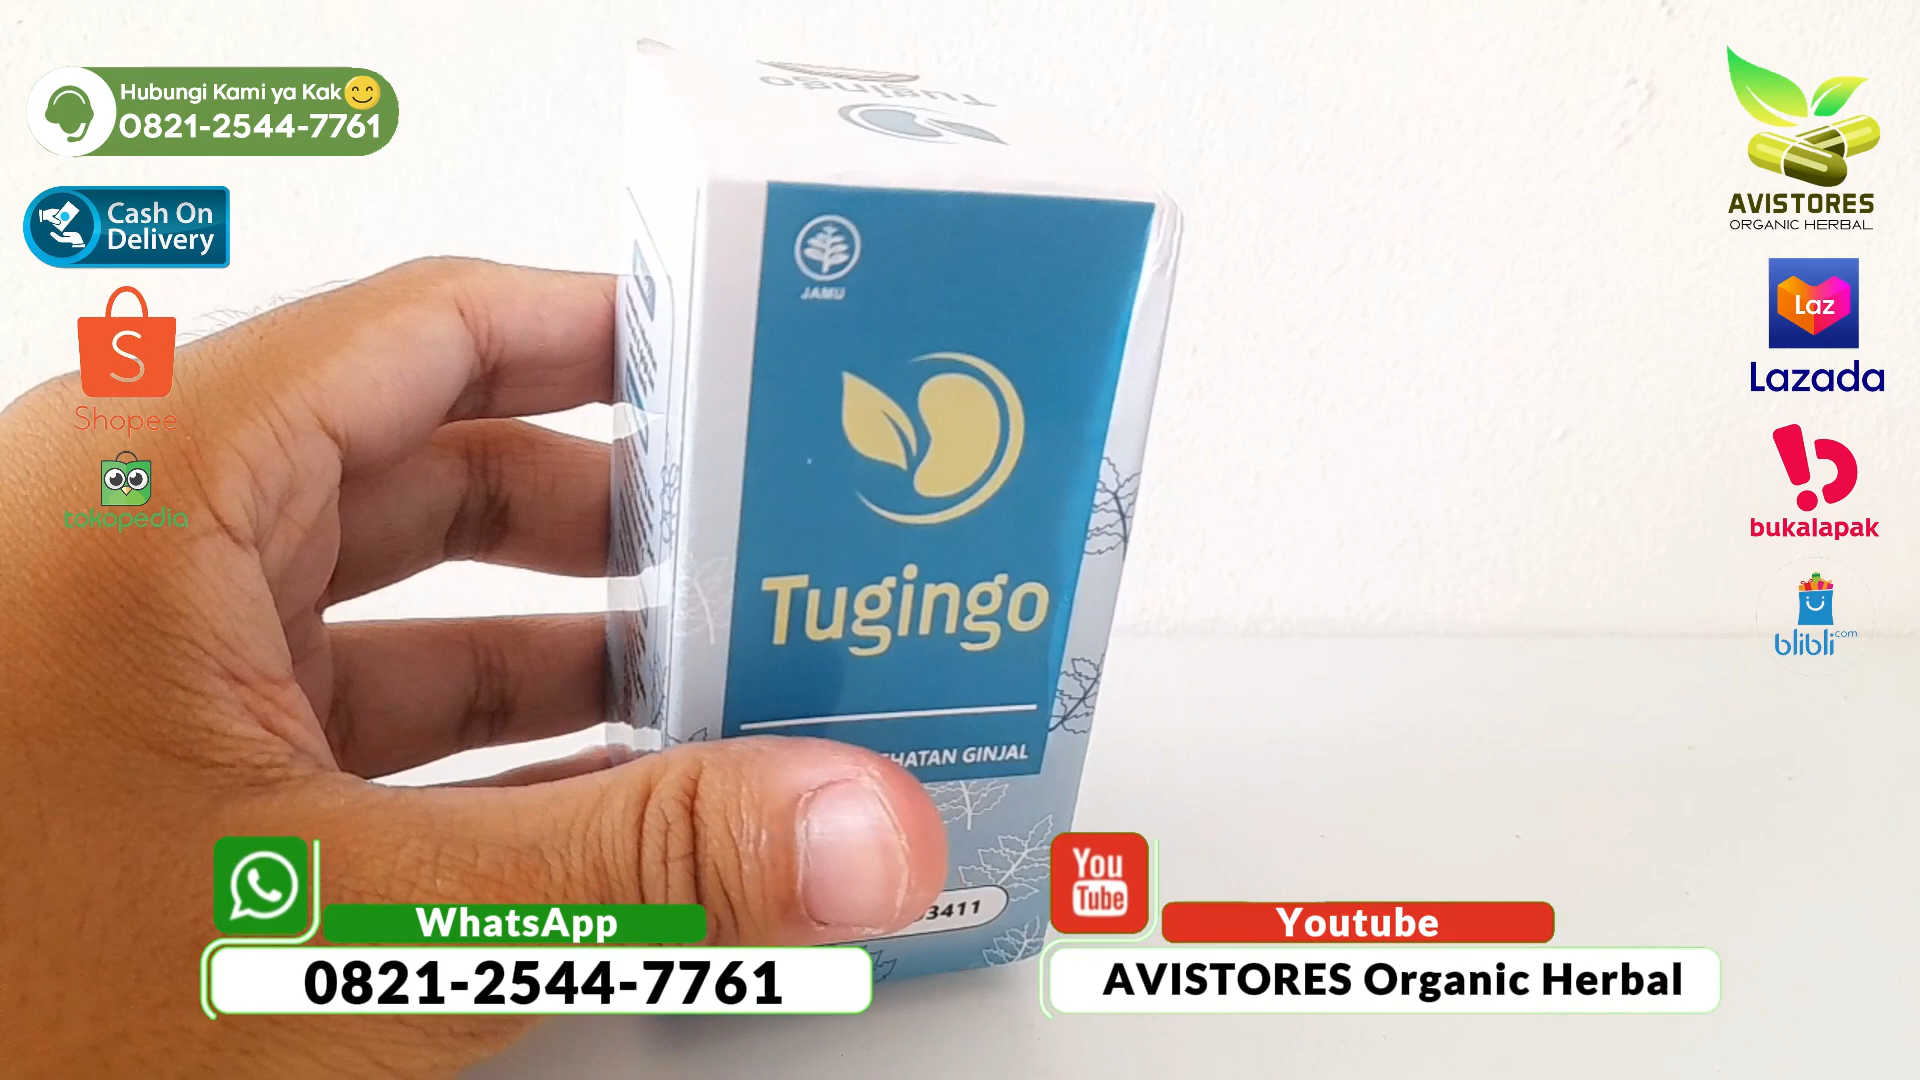 Hubungi Kami ya Kak
0821-2544-7761
Cash On
Delivery
S
Shopee
tokopedia
Tugingo
JAMU
Tugingo
GINJAL
3411
AVISTORES
ORGANIC HERBAL
Laz
Lazada
bukalapak
blibli.com
WhatsApp
0821-2544-7761
You
Tube
Youtube
AVISTORES Organic Herbal